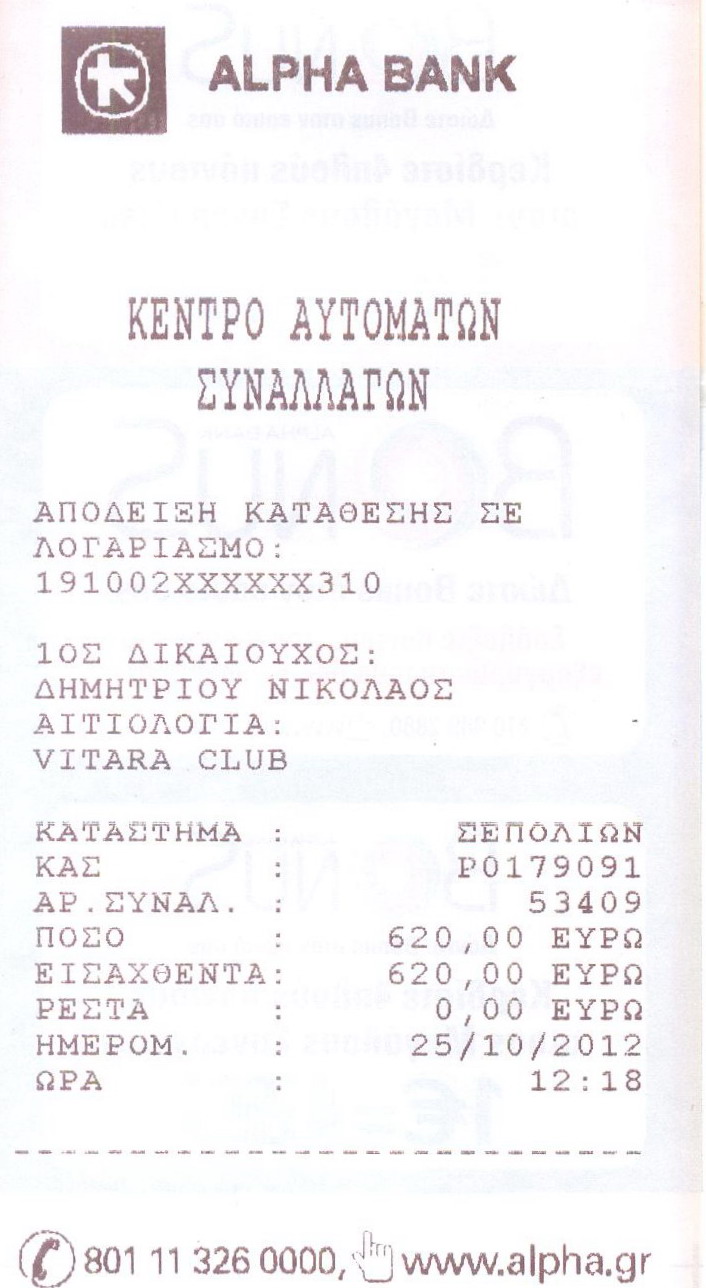 ALPHA BANK
ΚΕΝΤΡΟ ΑΥΤΟΜΑΤΩΝ
ΣΥΝΑΛΛΑΓΩΝ
ΑΠΟΔΕΙΞΗ ΚΑΤΑΘΕΣΗΣ ΣΕ
ΛΟΓΑΡΙΑΣΜΟ:
191002XXXXXX310
1ΟΣ ΔΙΚΑΙΟΥΧΟΣ:
ΔΗΜΗΤΡΙΟΥ ΝΙΚΟΛΑΟΣ
ΑΙΤΙΟΛΟΓΙΑ:
VITARA CLUB
ΚΑΤΑΣΤΗΜΑ : ΣΕΠΟΛΙΩΝ
ΚΑΣ : P0179091
ΑΡ.ΣΥΝΑΛ. : 53409
ΠΟΣΟ : 620,00 ΕΥΡΩ
ΕΙΣΑΧΘΕΝΤΑ: 620,00 ΕΥΡΩ
ΡΕΣΤΑ : 0,00 ΕΥΡΩ
ΗΜΕΡΟΜ. : 25/10/2012
ΩΡΑ : 12:18
801 11 326 0000, www.alpha.gr